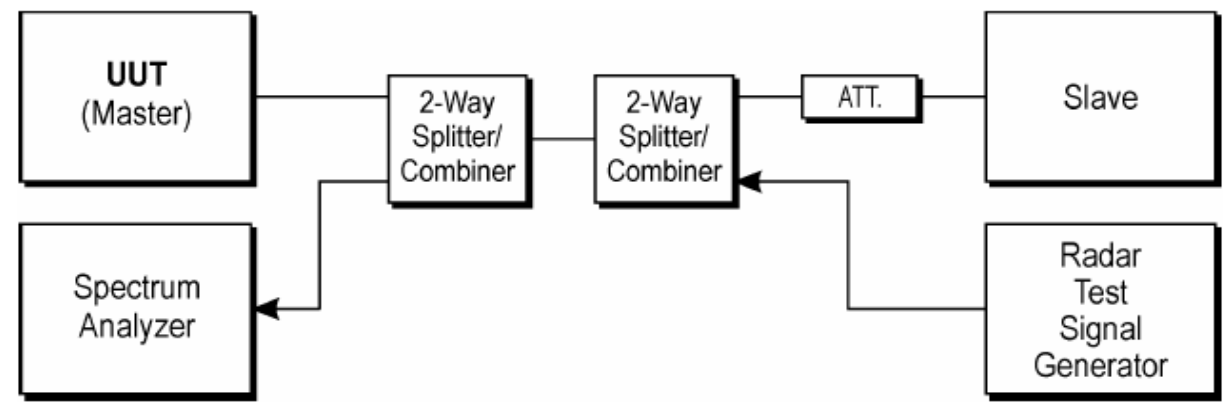 UUT
(Master)
2-Way
Splitter/
Combiner
2-Way
Splitter/
Combiner
ATT.
Slave
Spectrum
Analyzer
Radar
Test
Signal
Generator